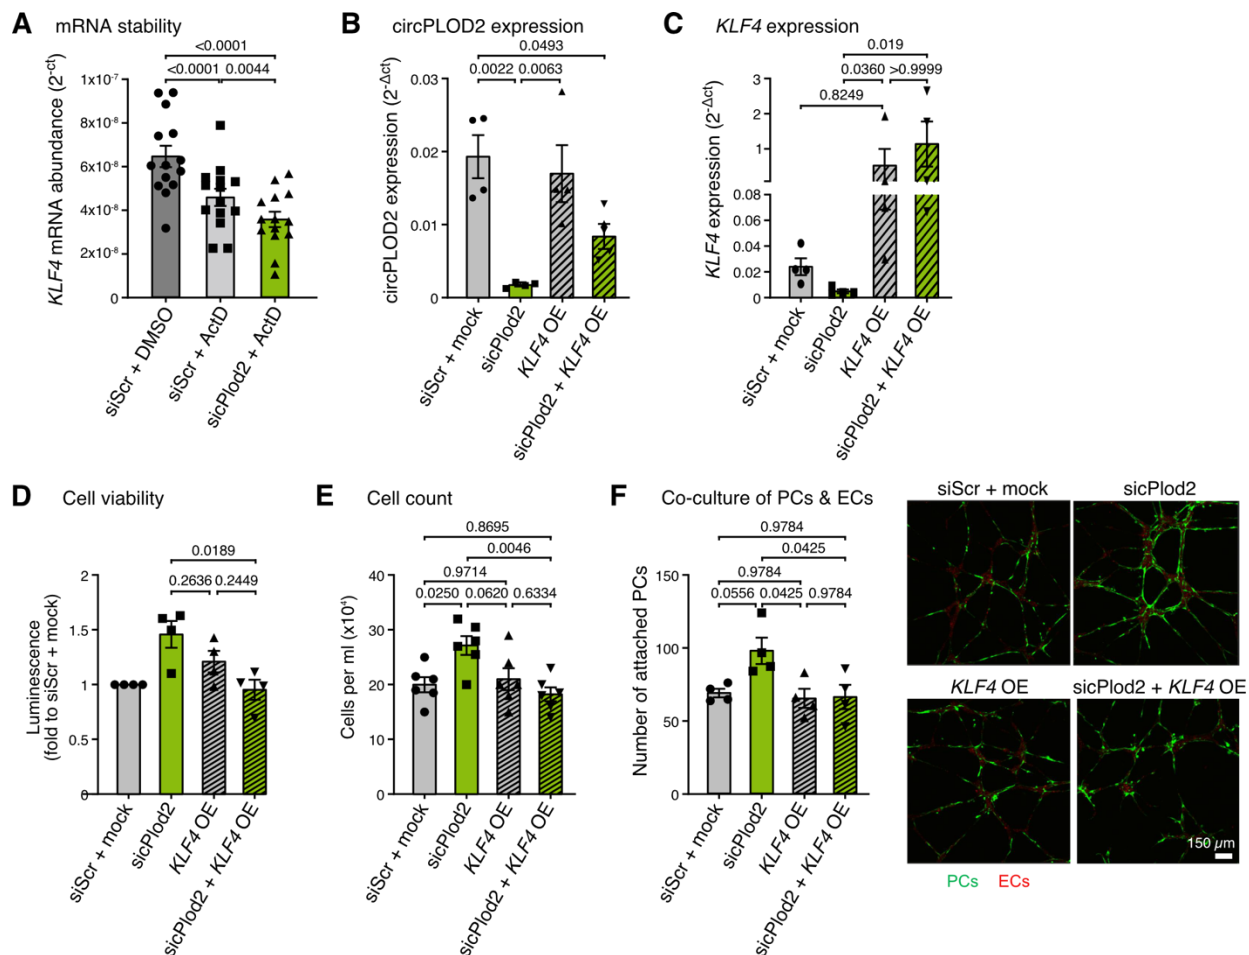 A mRNA stability
<0.0001
<0.0001 0.0044
KLF4 mRNA abundance (2^-ct)
1x10^-7
8x10^-8
6x10^-8
4x10^-8
2x10^-8
0
siScr + DMSO
siScr + ActD
sicPlod2 + ActD
B circPLOD2 expression
0.0493
0.0022 0.0063
circPLOD2 expression (2^-Δct)
0.03
0.02
0.01
0
siScr + mock
sicPlod2
KLF4 OE
sicPlod2 + KLF4 OE
C KLF4 expression
0.019
0.0360 >0.9999
0.8249
KLF4 expression (2^-Δct)
3
2
1
0.08
0.06
0.04
0.02
0
siScr + mock
sicPlod2
KLF4 OE
sicPlod2 + KLF4 OE
D Cell viability
0.0189
0.2636 0.2449
Luminescence
(fold to siScr + mock)
2
1.5
1
0.5
0
siScr + mock
sicPlod2
KLF4 OE
sicPlod2 + KLF4 OE
E Cell count
0.8695
0.0046
0.9714
0.0250 0.0620 0.6334
Cells per ml (x10⁴)
40
30
20
10
0
siScr + mock
sicPlod2
KLF4 OE
sicPlod2 + KLF4 OE
F Co-culture of PCs & ECs
0.9784
0.0425
0.9784
0.0556 0.0425 0.9784
Number of attached PCs
150
100
50
0
siScr + mock
sicPlod2
KLF4 OE
sicPlod2 + KLF4 OE
siScr + mock
sicPlod2
KLF4 OE
sicPlod2 + KLF4 OE
150 µm
PCs ECs